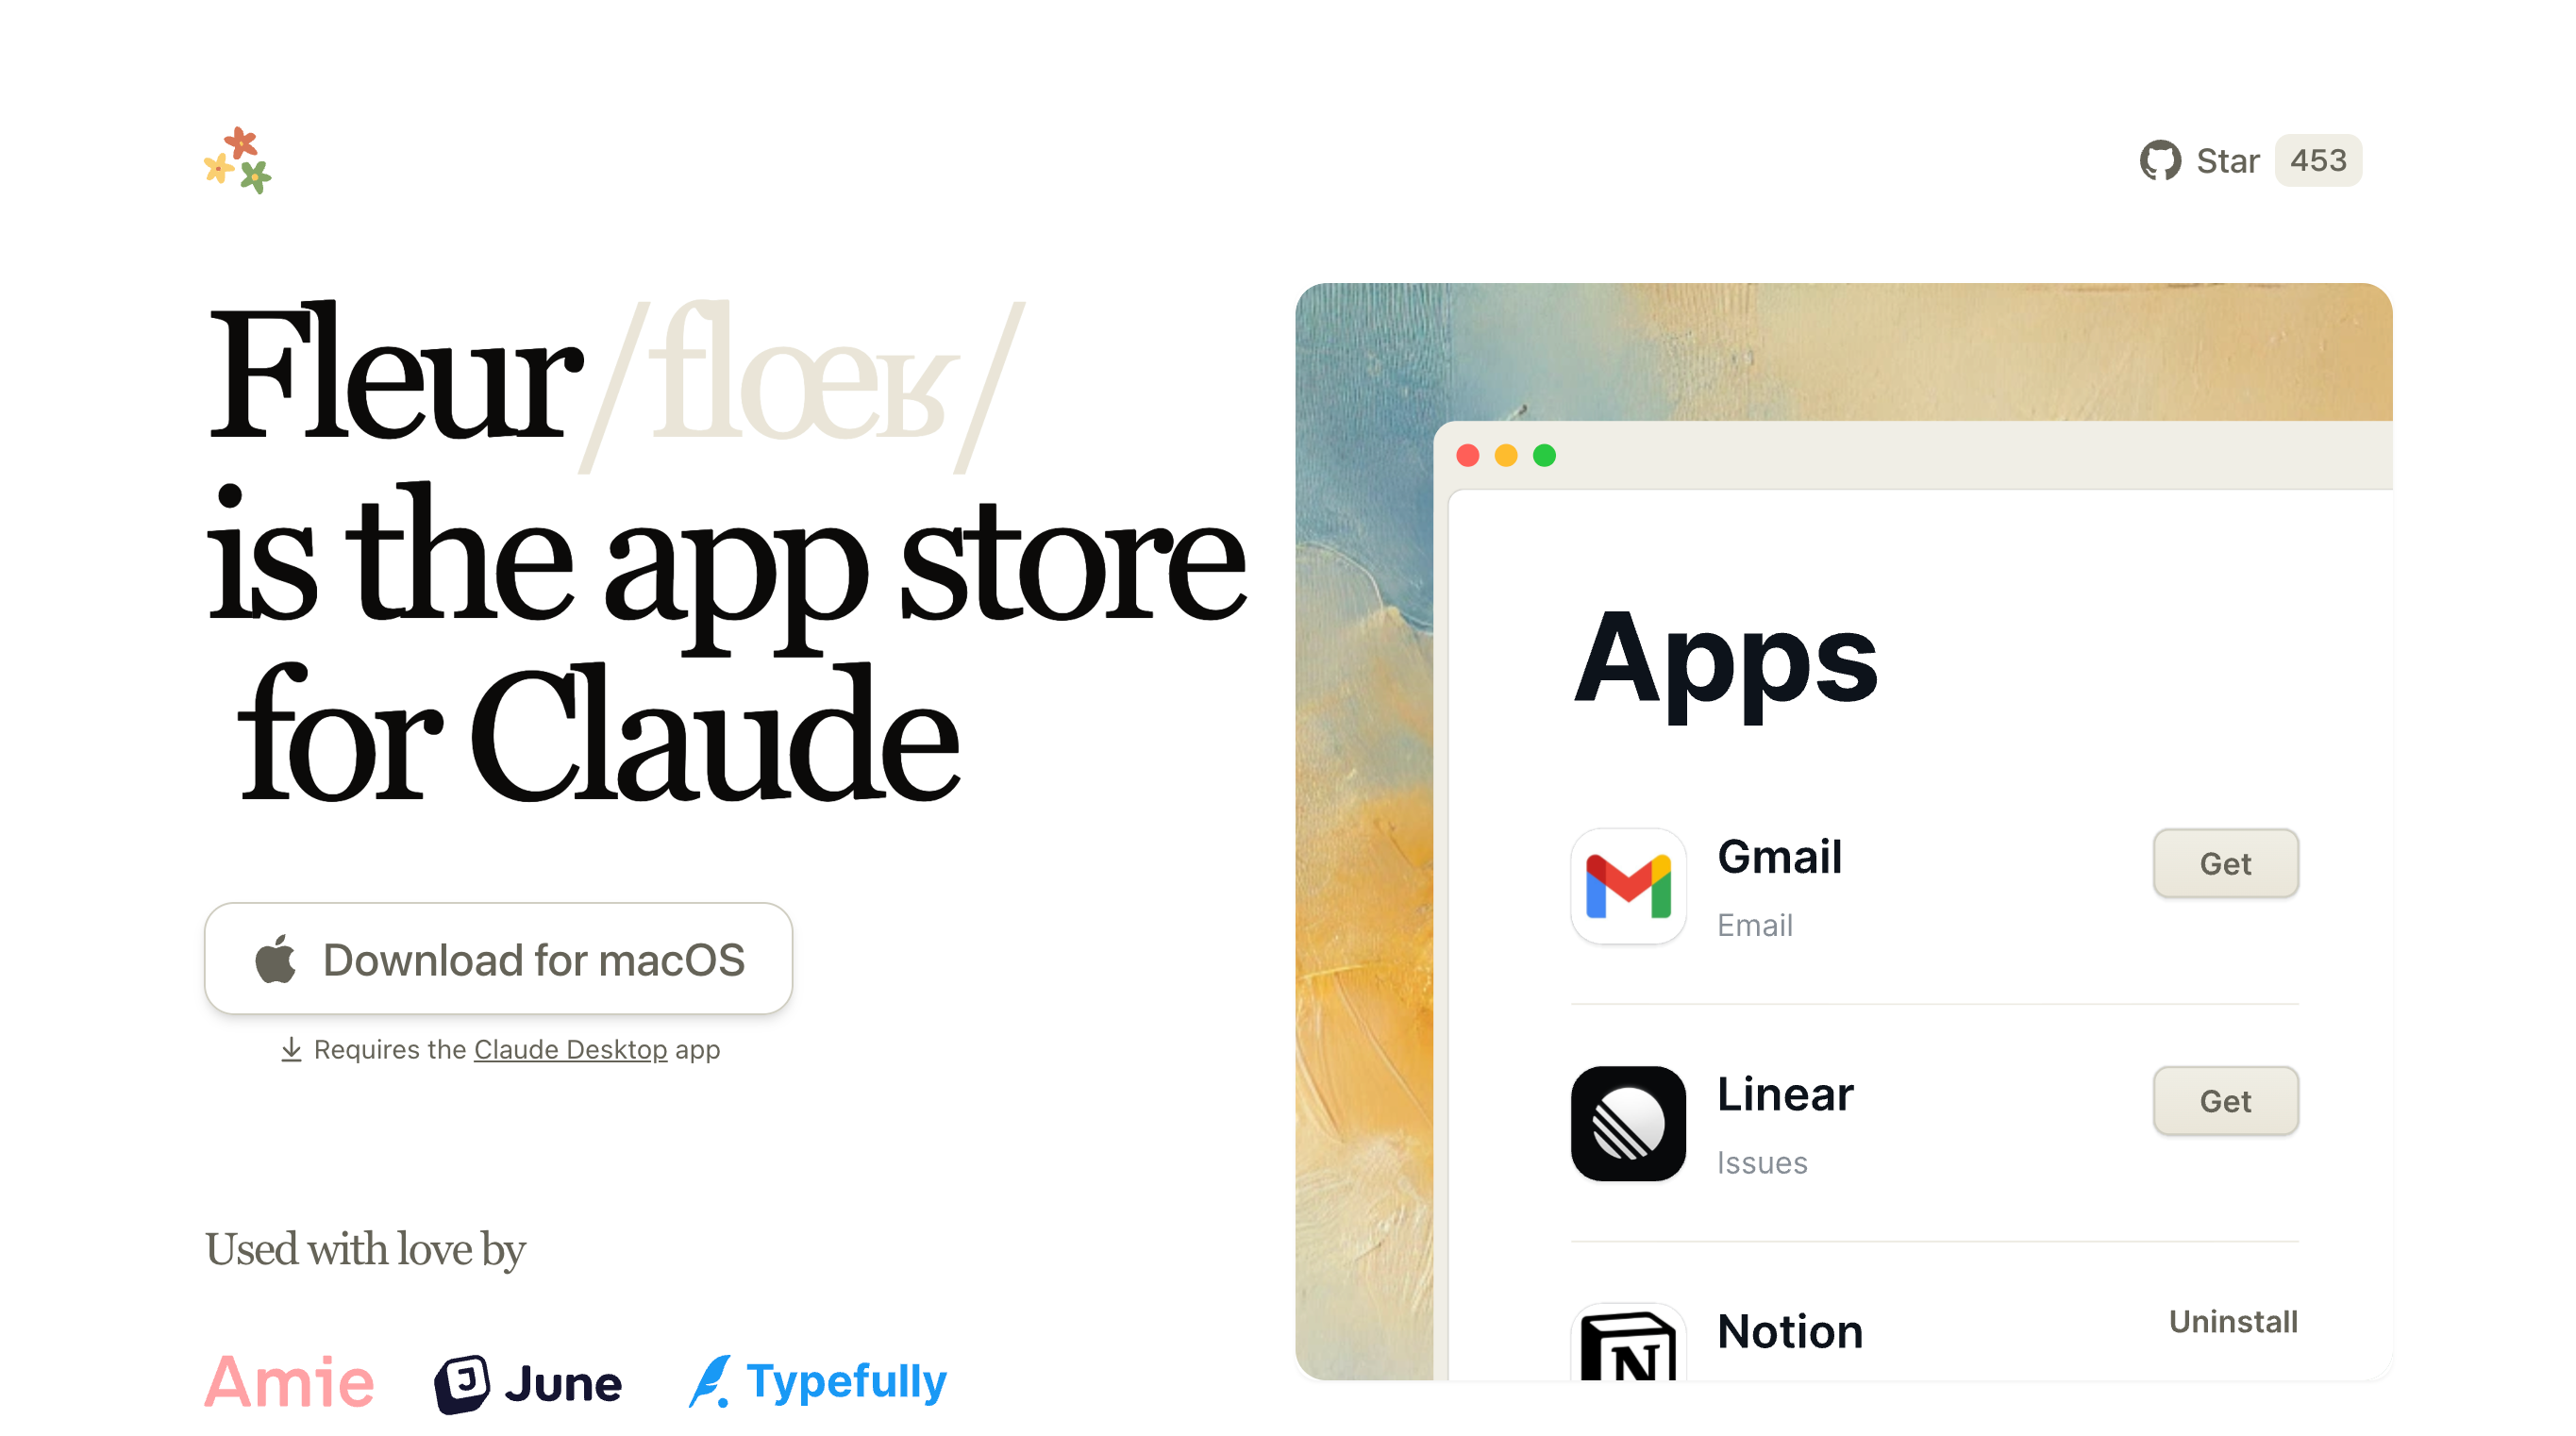 Star 453
Fleur/flœʁ/
is the app store
for Claude
Download for macOS
Requires the Claude Desktop app
Used with love by
Amie
June
Typefully
Apps
Gmail
Email
Get
Linear
Issues
Get
Notion
Uninstall